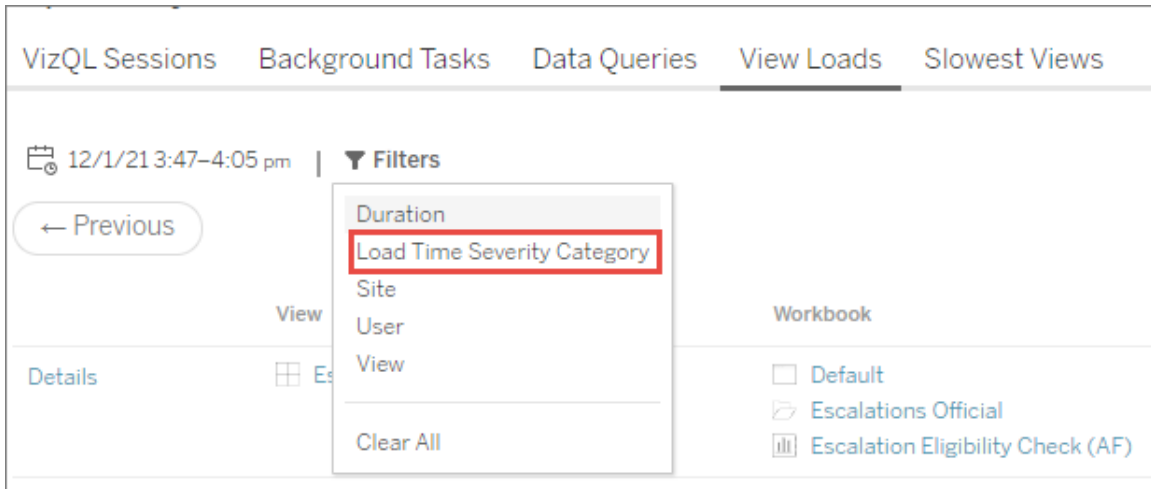 VizQL Sessions Background Tasks Data Queries View Loads Slowest Views
12/1/21 3:47–4:05 pm | Filters
← Previous
Duration
Load Time Severity Category
Site
User
View
Clear All
View Workbook
Details Es Default
Escalations Official
Escalation Eligibility Check (AF)